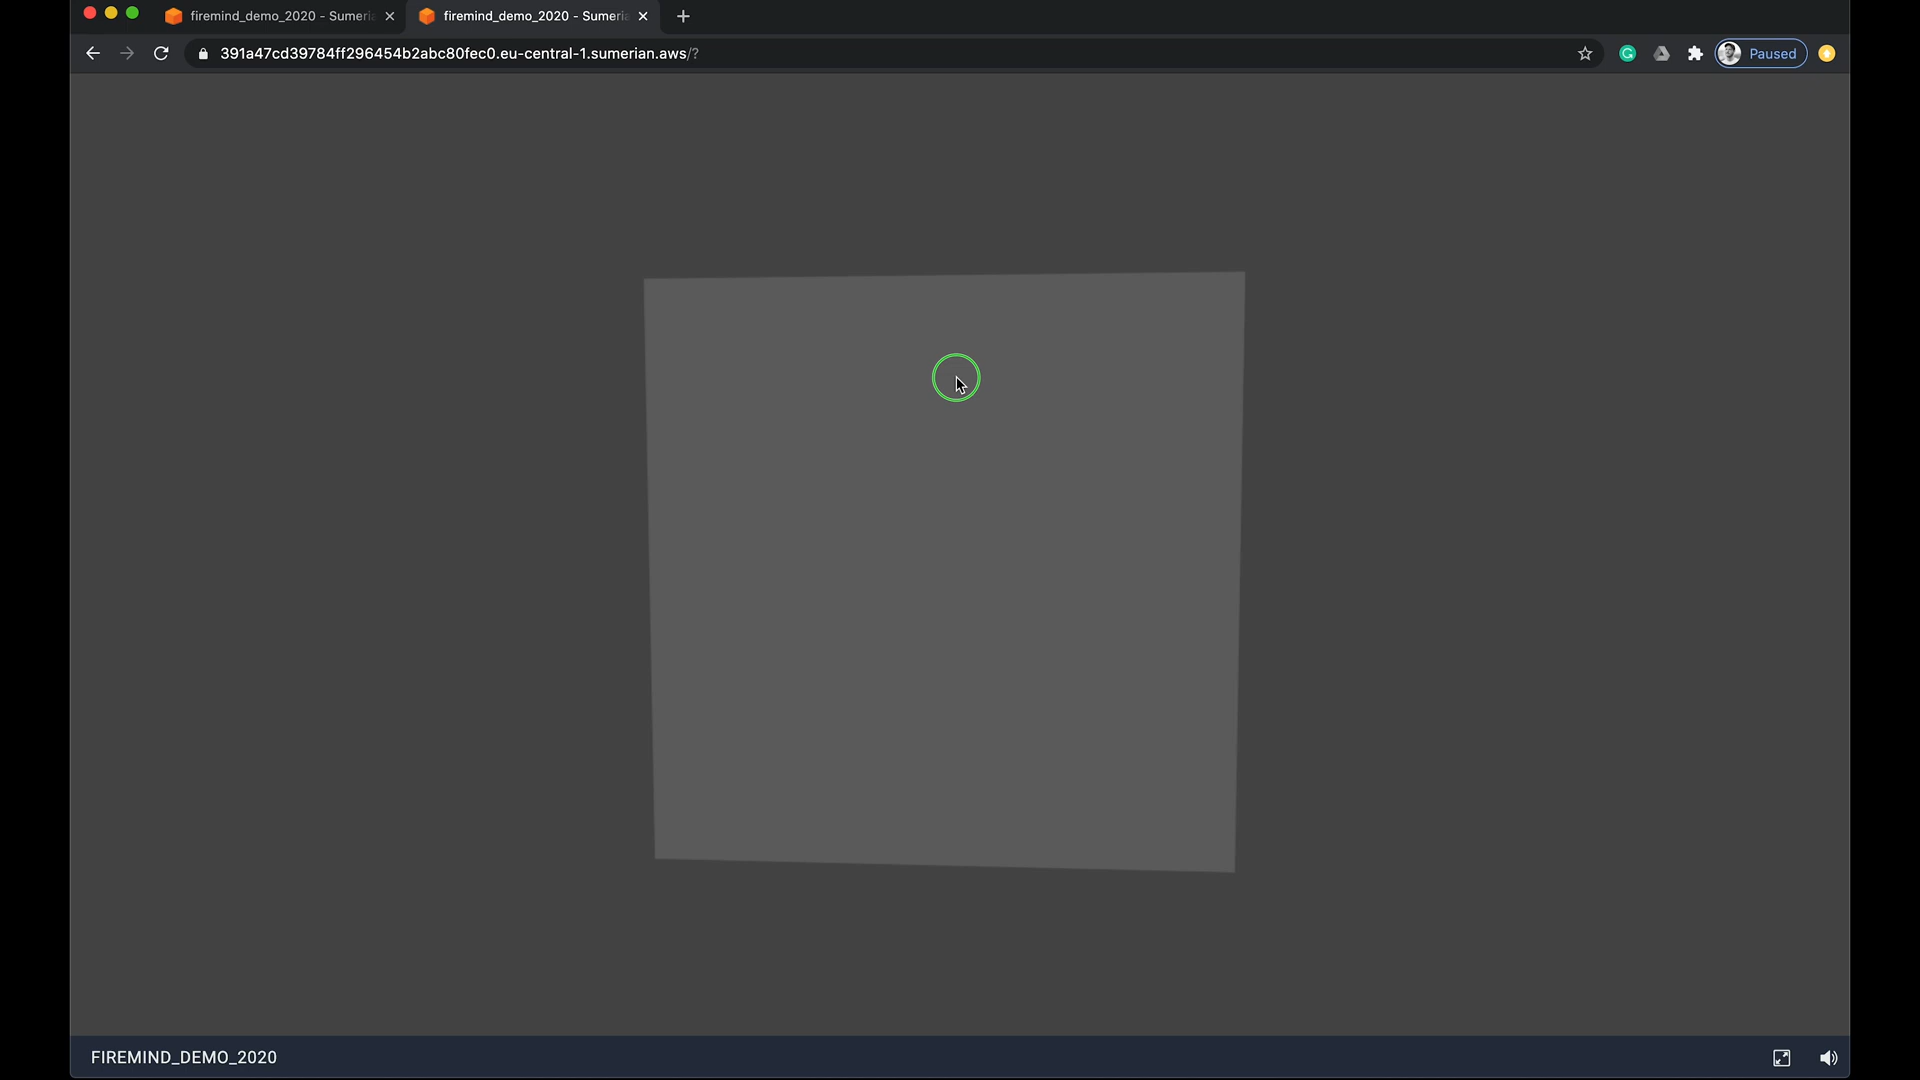 firemind_demo_2020 - Sumeri
firemind_demo_2020 - Sumeri
391a47cd39784ff296454b2abc80fec0.eu-central-1.sumerian.aws/?
Paused
FIREMIND_DEMO_2020